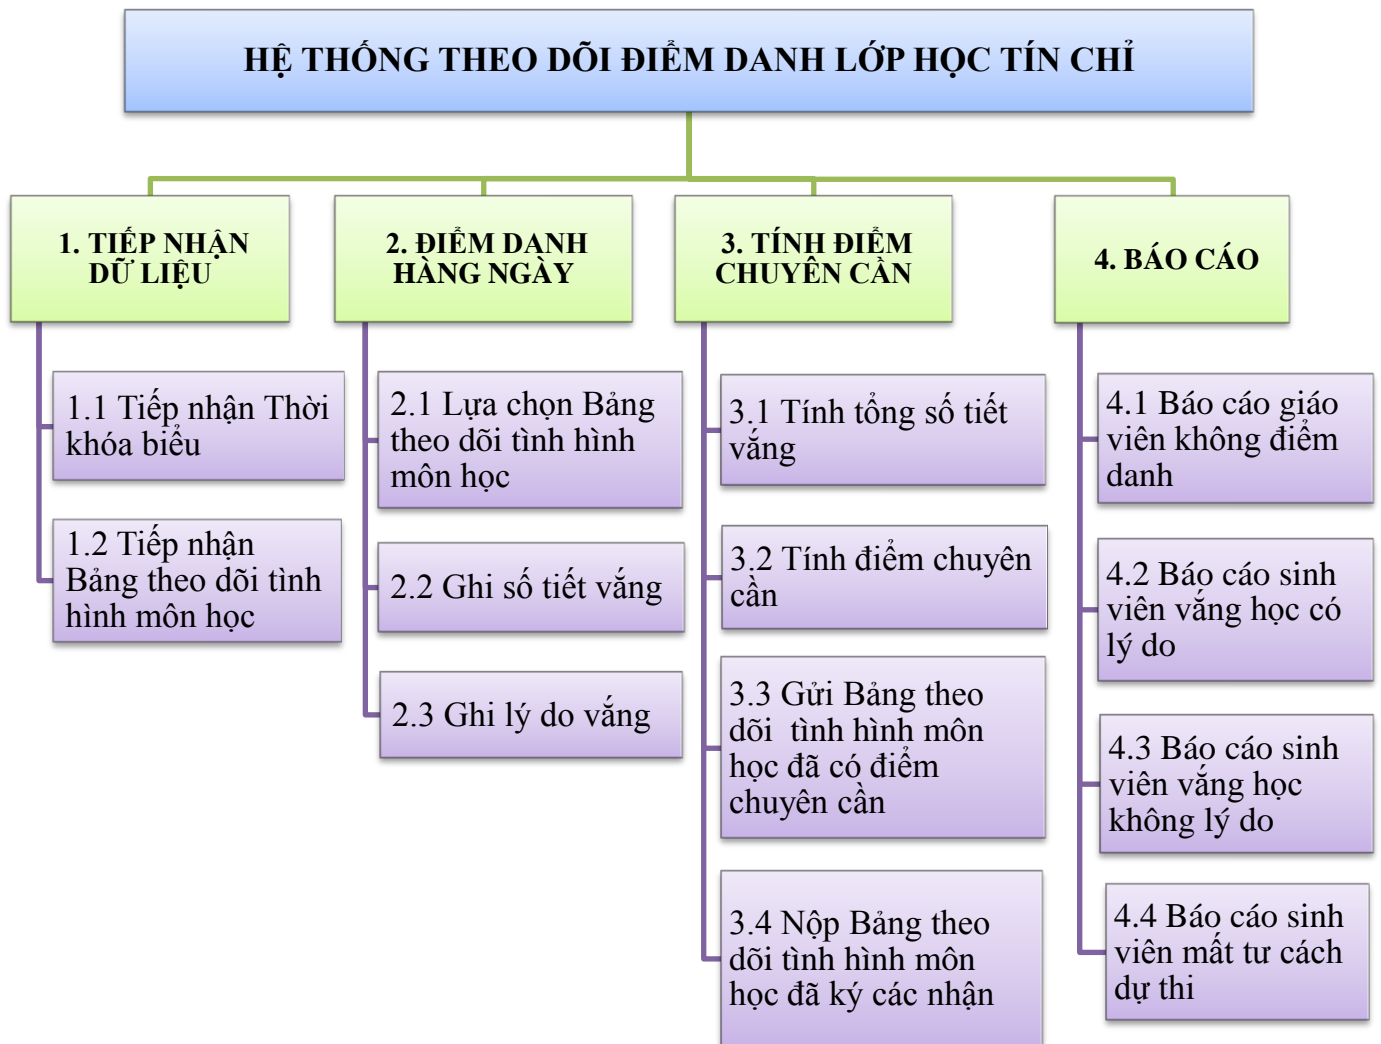 HỆ THỐNG THEO DÕI ĐIỂM DANH LỚP HỌC TÍN CHỈ
1. TIẾP NHẬN
DỮ LIỆU
1.1 Tiếp nhận Thời
khóa biểu
1.2 Tiếp nhận
Bảng theo dõi tình
hình môn học
2. ĐIỂM DANH
HÀNG NGÀY
2.1 Lựa chọn Bảng
theo dõi tình hình
môn học
2.2 Ghi số tiết vắng
2.3 Ghi lý do vắng
3. TÍNH ĐIỂM
CHUYÊN CẦN
3.1 Tính tổng số tiết
vắng
3.2 Tính điểm chuyên
cần
3.3 Gửi Bảng theo
dõi tình hình môn
học đã có điểm
chuyên cần
3.4 Nộp Bảng theo
dõi tình hình môn
học đã ký các nhận
4. BÁO CÁO
4.1 Báo cáo giáo
viên không điểm
danh
4.2 Báo cáo sinh
viên vắng học có
lý do
4.3 Báo cáo sinh
viên vắng học
không lý do
4.4 Báo cáo sinh
viên mất tư cách
dự thi